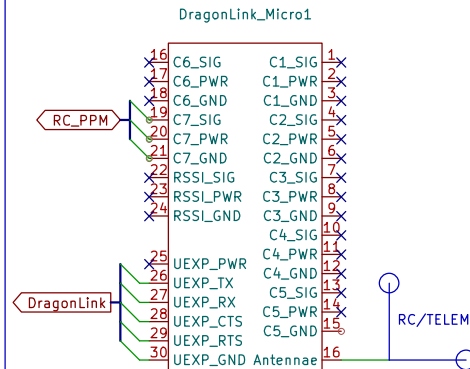 DragonLink_Micro1
16 C6_SIG C1_SIG 1
17 C6_PWR C1_PWR 2
18 C6_GND C1_GND 3
19 C7_SIG C2_SIG 4
RC_PPM
20 C7_PWR C2_PWR 5
21 C7_GND C2_GND 6
22 RSSI_SIG C3_SIG 7
23 RSSI_PWR C3_PWR 8
24 RSSI_GND C3_GND 9
C4_SIG 10
C4_PWR 11
25 UEXP_PWR C4_GND 12
26 UEXP_TX C5_SIG 13
27 UEXP_RX C5_PWR 14
DragonLink
28 UEXP_CTS C5_GND 15
RC/TELEM
29 UEXP_RTS
30 UEXP_GND Antennae 16